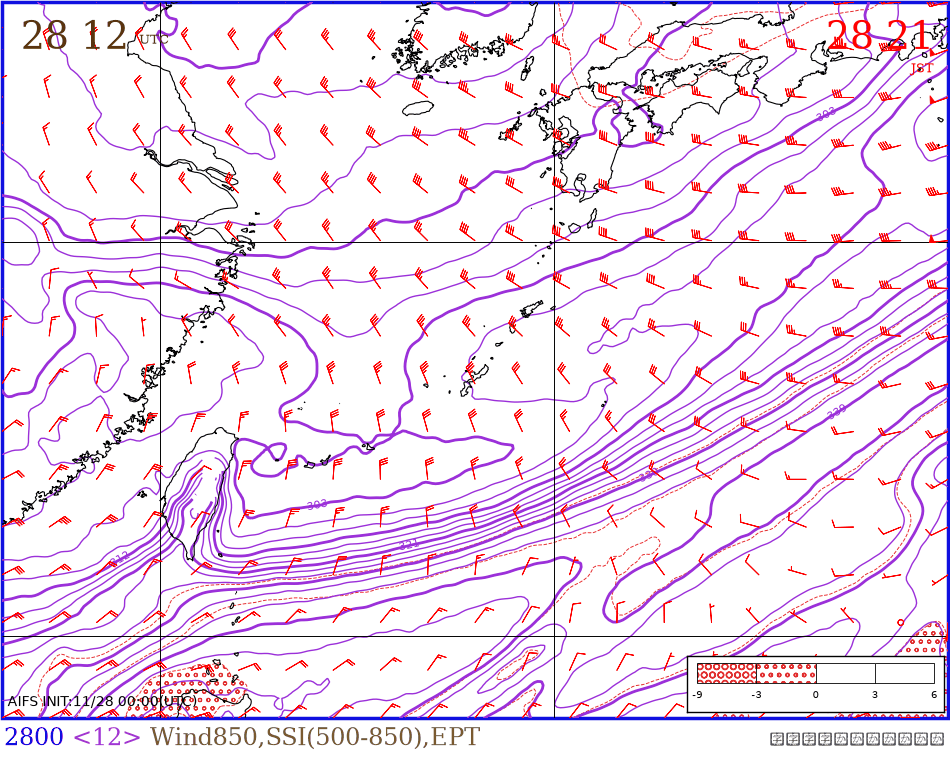 28 12 UTC
28 21
JST
303
330
32
303
321
312
AIFS INIT:11/28 00:00(UTC)
-9 -3 0 3 6
2800 <12> Wind850,SSI(500-850),EPT